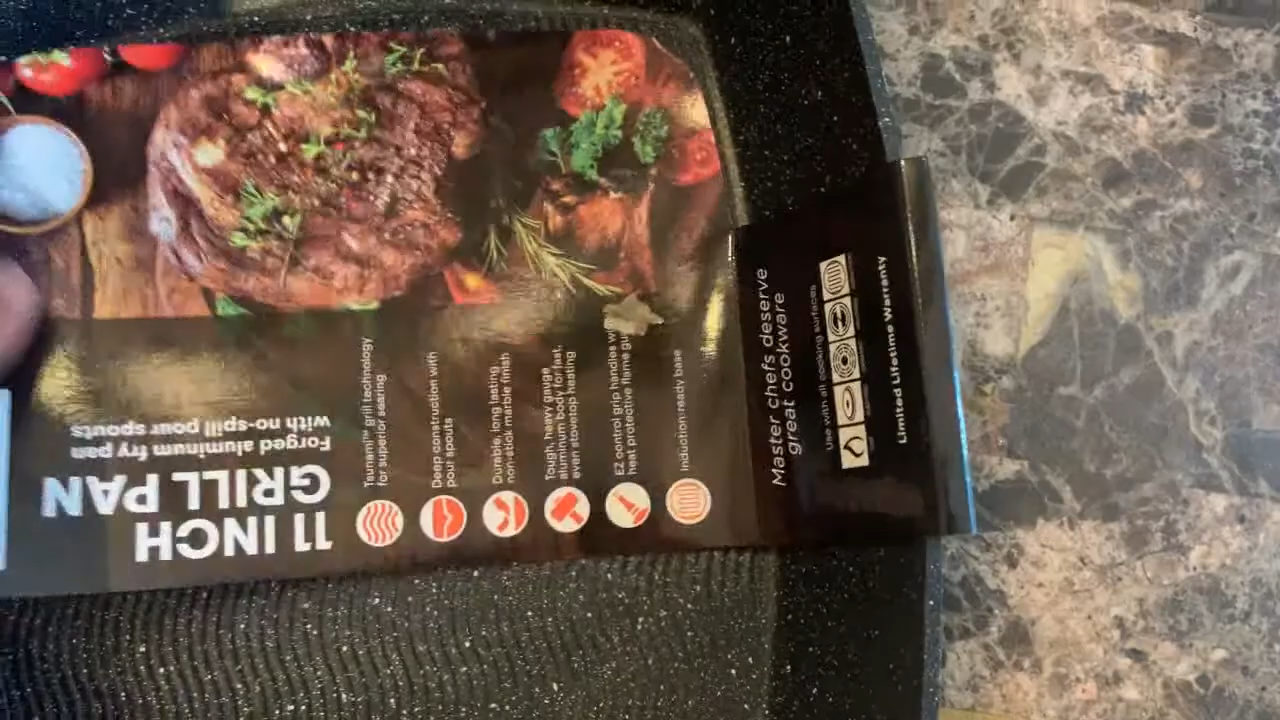 11 INCH
GRILL PAN
Forged aluminum fry pan
with no-spill pour spouts
Tsunami™ grill technology
for superior searing
Deep construction with
pour spouts
Durable, long lasting
non-stick marble finish
Tough, heavy gauge
aluminum body for fast,
even stovetop heating
EZ control grip handles
heat protective flame
Induction-ready base
Master chefs deserve
great cookware
Use with all cooking surfaces
Limited Lifetime Warranty